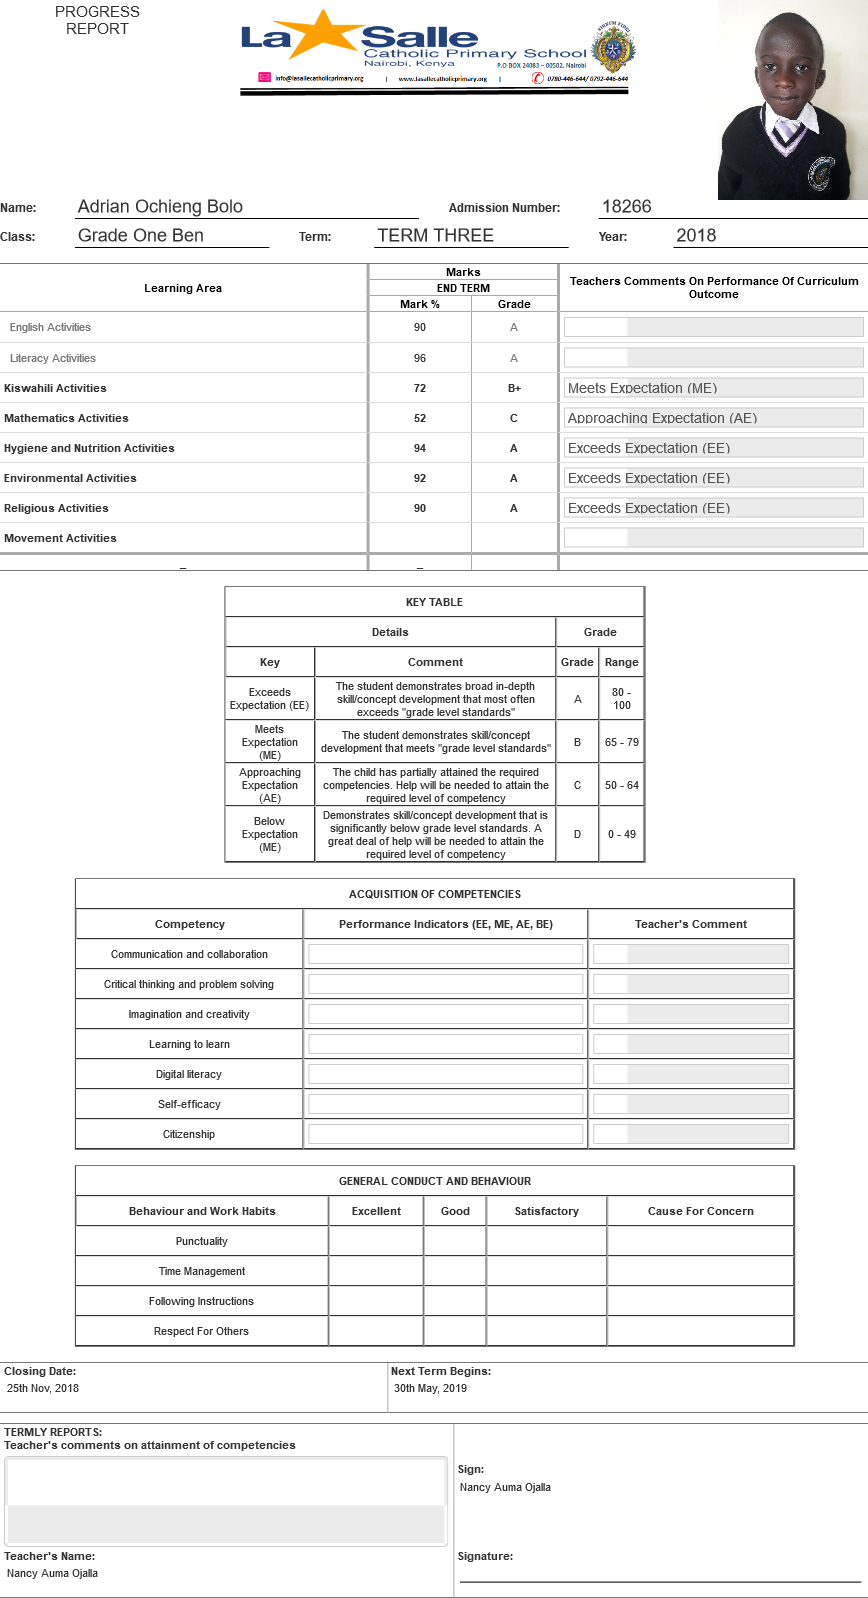 PROGRESS
REPORT
La Salle
Catholic Primary School
Nairobi, Kenya
P.O BOX 24083 – 00502, Nairobi
info@lasallecatholicprimary.org | www.lasallecatholicprimary.org | 0780-446-644/ 0792-446-644
Name: Adrian Ochieng Bolo Admission Number: 18266
Class: Grade One Ben Term: TERM THREE Year: 2018
Learning Area Marks Teachers Comments On Performance Of Curriculum Outcome
END TERM
Mark % Grade
English Activities 90 A
Literacy Activities 96 A
Kiswahili Activities 72 B+ Meets Expectation (ME)
Mathematics Activities 52 C Approaching Expectation (AE)
Hygiene and Nutrition Activities 94 A Exceeds Expectation (EE)
Environmental Activities 92 A Exceeds Expectation (EE)
Religious Activities 90 A Exceeds Expectation (EE)
Movement Activities
_ _
KEY TABLE
Details Grade
Key Comment Grade Range
Exceeds Expectation (EE) The student demonstrates broad in-depth skill/concept development that most often exceeds "grade level standards" A 80 - 100
Meets Expectation (ME) The student demonstrates skill/concept development that meets "grade level standards" B 65 - 79
Approaching Expectation (AE) The child has partially attained the required competencies. Help will be needed to attain the required level of competency C 50 - 64
Below Expectation (ME) Demonstrates skill/concept development that is significantly below grade level standards. A great deal of help will be needed to attain the required level of competency D 0 - 49
ACQUISITION OF COMPETENCIES
Competency Performance Indicators (EE, ME, AE, BE) Teacher's Comment
Communication and collaboration
Critical thinking and problem solving
Imagination and creativity
Learning to learn
Digital literacy
Self-efficacy
Citizenship
GENERAL CONDUCT AND BEHAVIOUR
Behaviour and Work Habits Excellent Good Satisfactory Cause For Concern
Punctuality
Time Management
Following Instructions
Respect For Others
Closing Date: Next Term Begins:
25th Nov, 2018 30th May, 2019
TERMLY REPORTS:
Teacher's comments on attainment of competencies
Sign:
Nancy Auma Ojalla
Teacher's Name: Signature:
Nancy Auma Ojalla